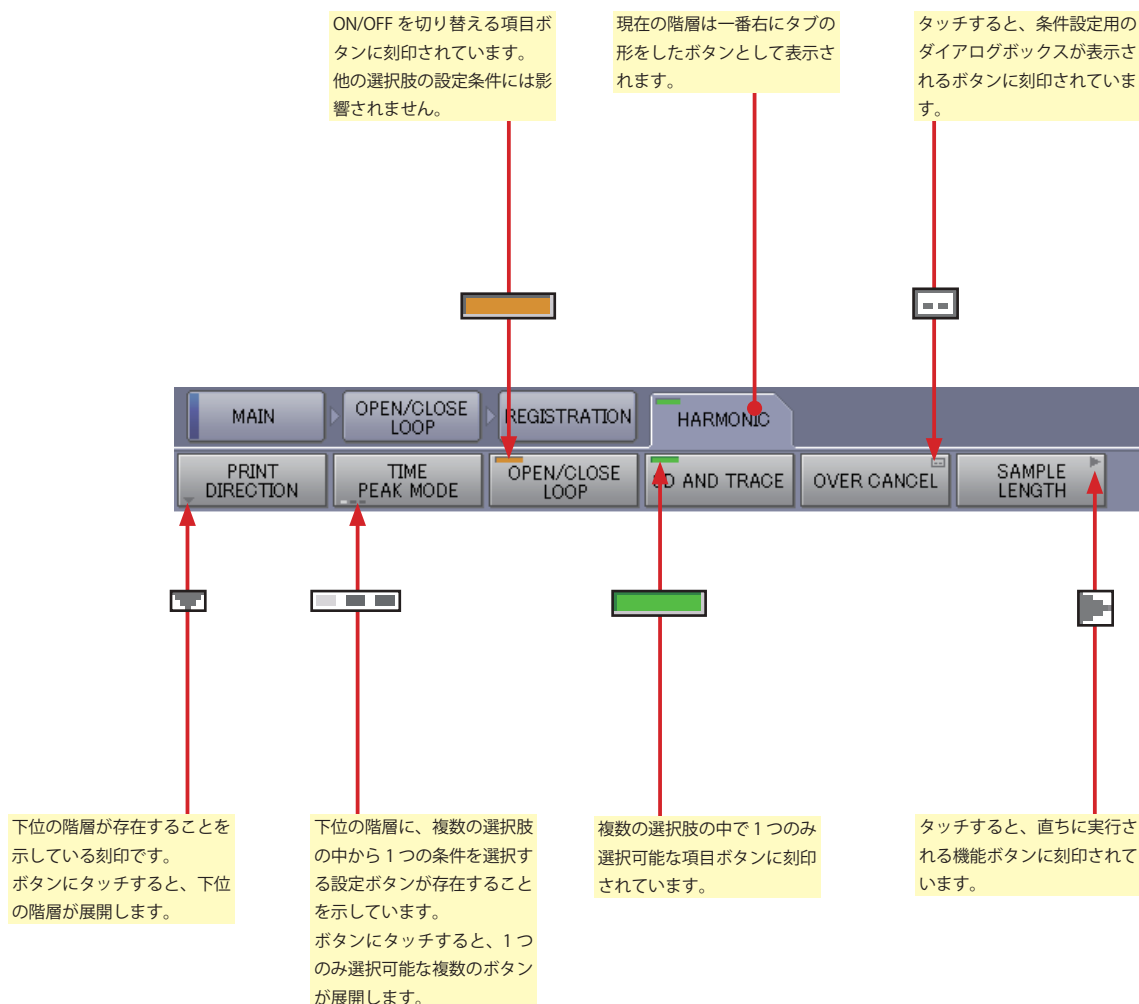 ON/OFF を切り替える項目ボ
タンに刻印されています。
他の選択肢の設定条件には影
響されません。
現在の階層は一番右にタブの
形をしたボタンとして表示さ
れます。
タッチすると、条件設定用の
ダイアログボックスが表示さ
れるボタンに刻印されていま
す。
MAIN
OPEN/CLOSE
LOOP
REGISTRATION
HARMONIC
PRINT
DIRECTION
TIME
PEAK MODE
OPEN/CLOSE
LOOP
AND TRACE
OVER CANCEL
SAMPLE
LENGTH
下位の階層が存在することを
示している刻印です。
ボタンにタッチすると、下位
の階層が展開します。
下位の階層に、複数の選択肢
の中から 1 つの条件を選択す
る設定ボタンが存在すること
を示しています。
ボタンにタッチすると、1 つ
のみ選択可能な複数のボタン
が展開します。
複数の選択肢の中で 1 つのみ
選択可能な項目ボタンに刻印
されています。
タッチすると、直ちに実行さ
れる機能ボタンに刻印されて
います。